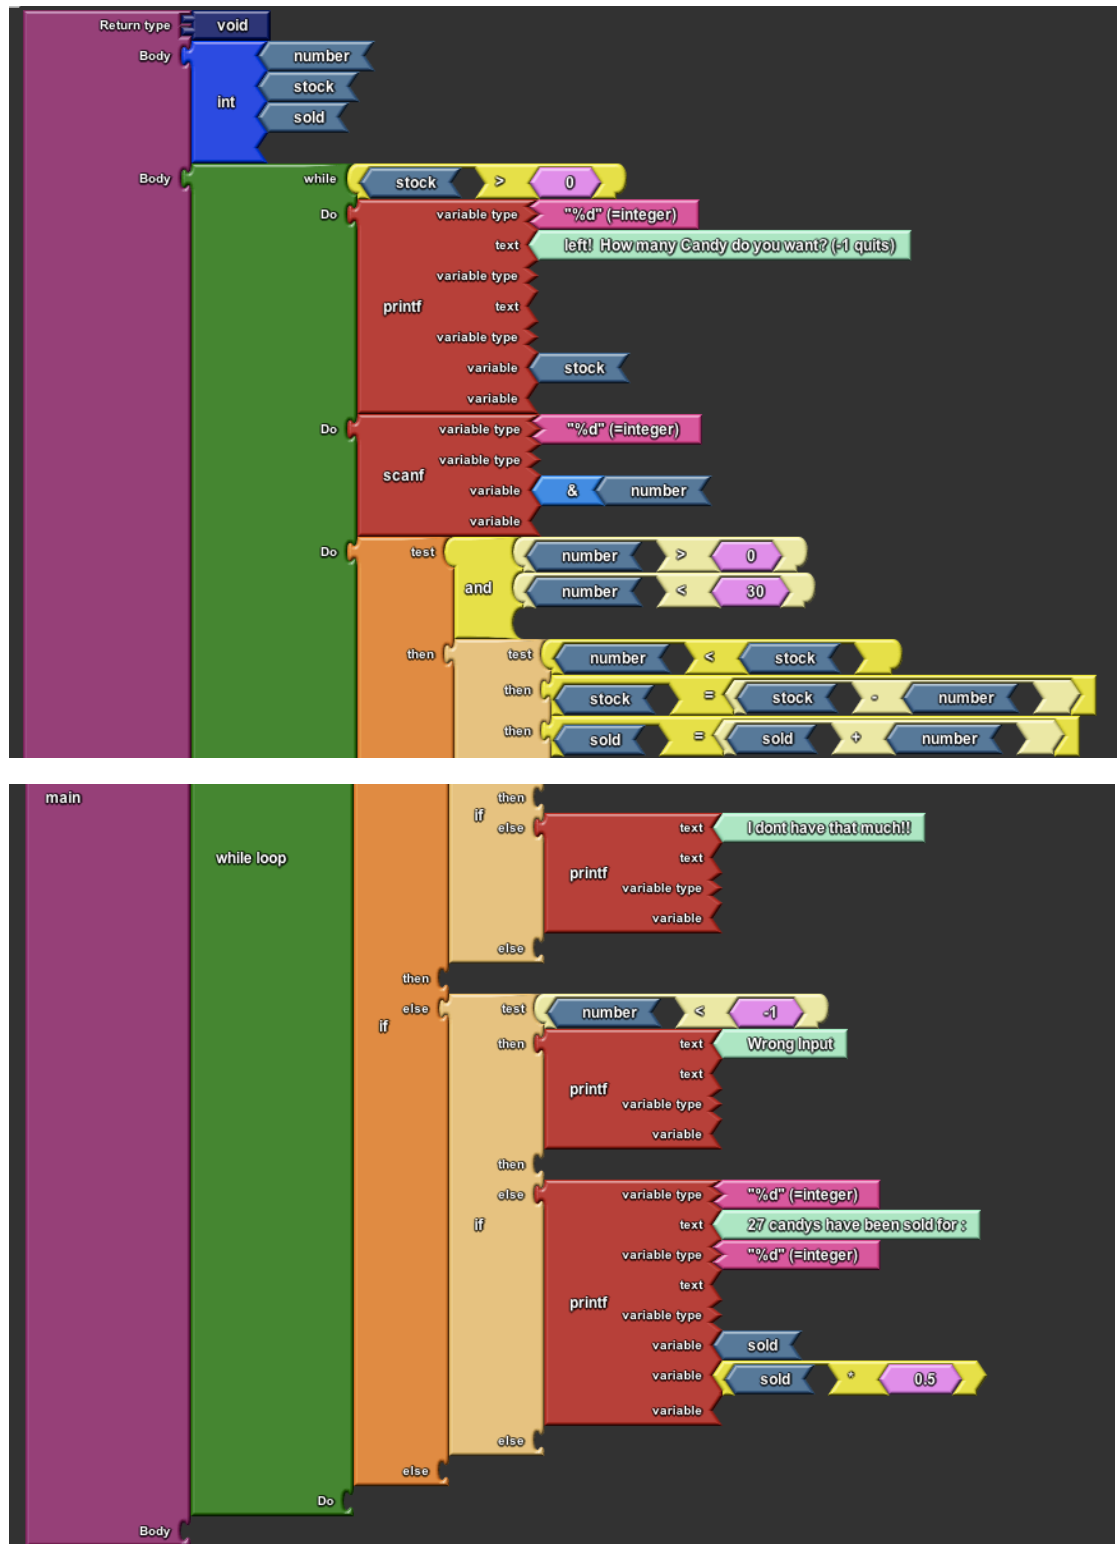 Return type void
Body number
stock
int
sold
Body while stock > 0
Do variable type "%d" (=integer)
text left! How many Candy do you want? (-1 quits)
variable type
printf text
variable type
variable stock
variable
Do variable type "%d" (=integer)
variable type
scanf
variable & number
variable
Do test number > 0
and number < 30
then test number < stock
then stock = stock - number
then sold = sold + number
main then
if
else text I dont have that much!!
while loop text
printf
variable type
variable
else
then
else test number < -1
if
then text Wrong Input
text
printf
variable type
variable
then
else variable type "%d" (=integer)
if text 27 candys have been sold for :
variable type "%d" (=integer)
text
printf
variable type
variable sold
variable sold * 0.5
variable
else
else
Do
Body